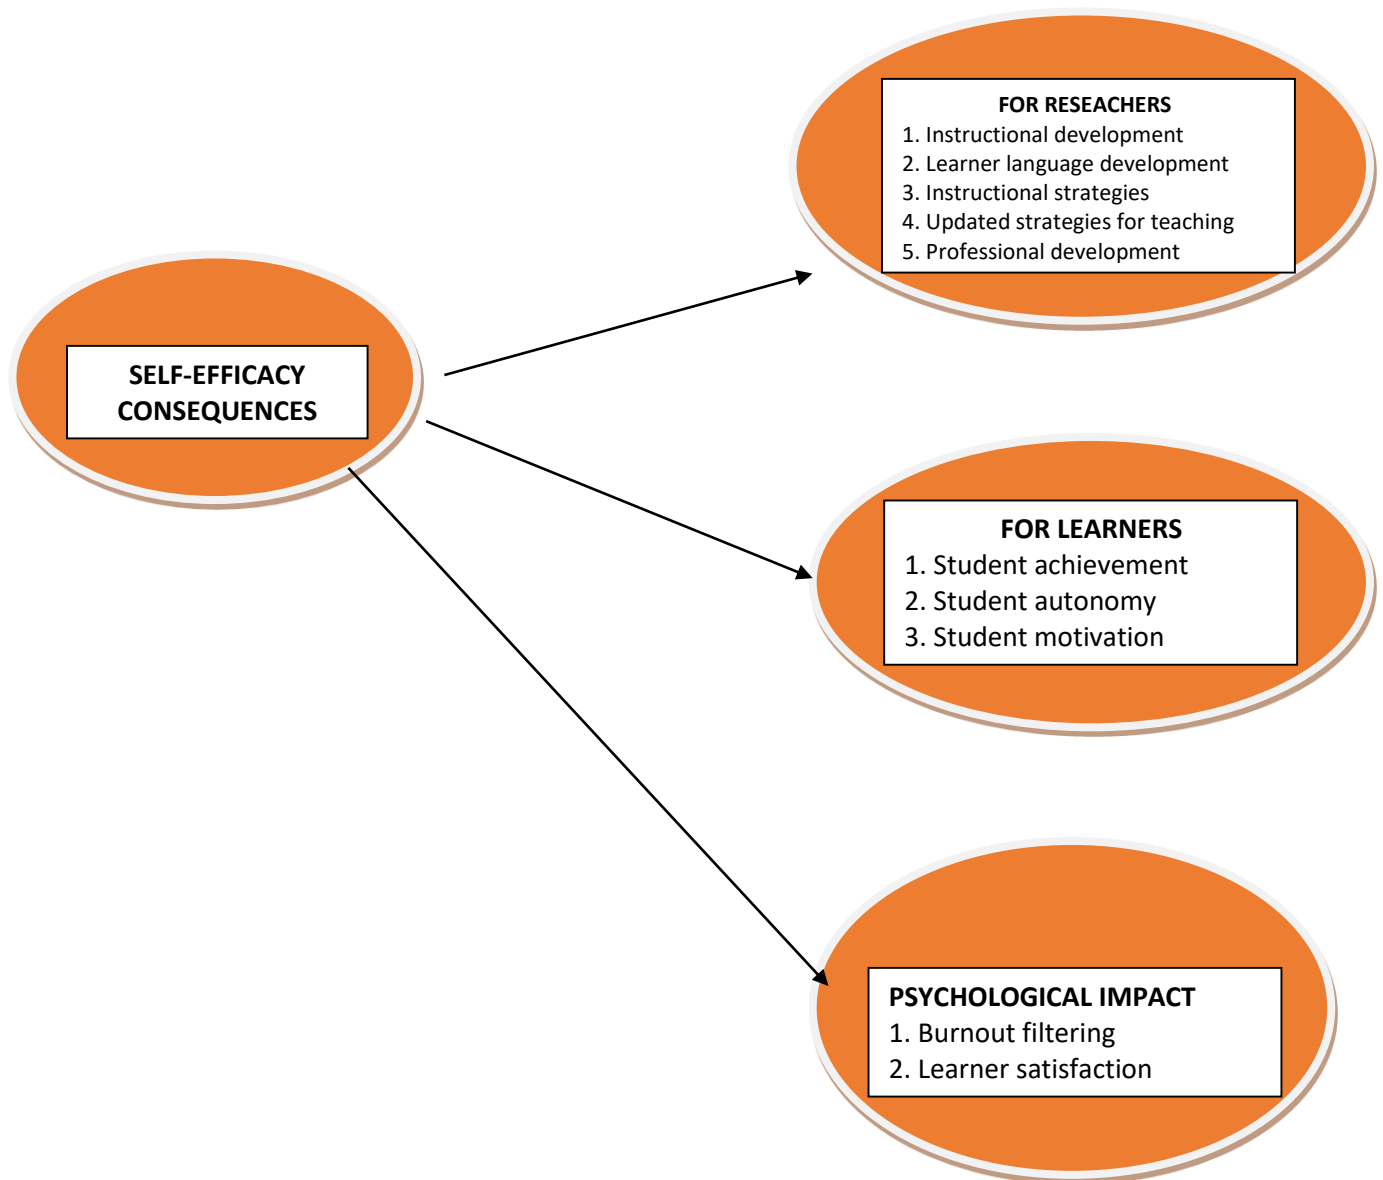 SELF-EFFICACY
CONSEQUENCES
FOR RESEACHERS
1. Instructional development
2. Learner language development
3. Instructional strategies
4. Updated strategies for teaching
5. Professional development
FOR LEARNERS
1. Student achievement
2. Student autonomy
3. Student motivation
PSYCHOLOGICAL IMPACT
1. Burnout filtering
2. Learner satisfaction